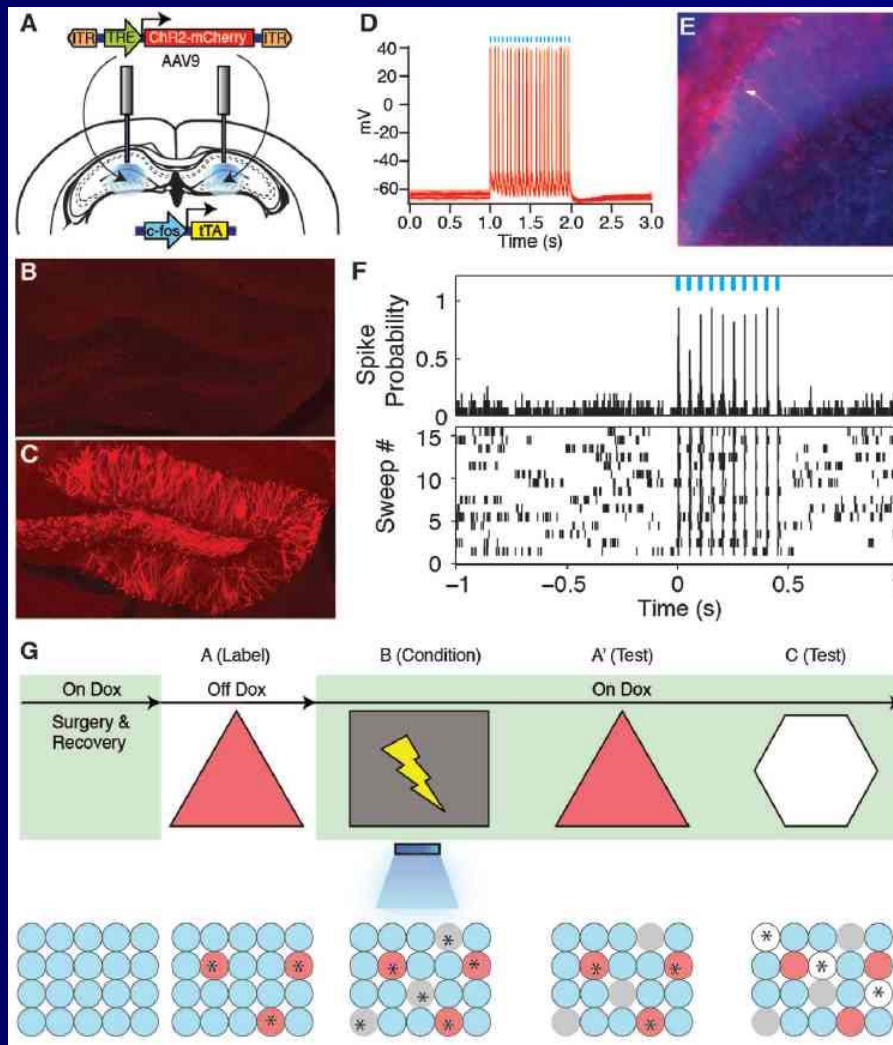 A
ITR TRE ChR2-mCherry ITR
AAV9
c-fos tTA
B
C
D
mV
40
20
0
-20
-40
-60
0.0 0.5 1.0 1.5 2.0 2.5 3.0
Time (s)
E
F
Spike
Probability
1
0.5
0
Sweep #
15
10
5
0
-1 -0.5 0 0.5
Time (s)
G
A (Label) B (Condition) A' (Test) C (Test)
On Dox Off Dox On Dox
Surgery &
Recovery
* * * * *
* * * * * * * *
* *
* * * *